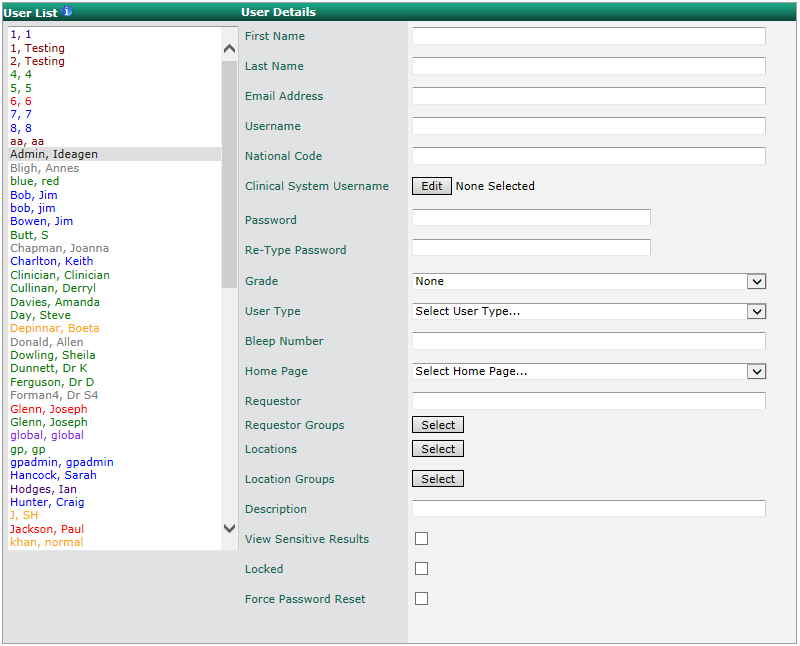 User List
1, 1
1, Testing
2, Testing
4, 4
5, 5
6, 6
7, 7
8, 8
aa, aa
Admin, Ideagen
Bligh, Annes
blue, red
Bob, Jim
bob, jim
Bowen, Jim
Butt, S
Chapman, Joanna
Charlton, Keith
Clinician, Clinician
Cullinan, Derryl
Davies, Amanda
Day, Steve
Depinnar, Boeta
Donald, Allen
Dowling, Sheila
Dunnett, Dr K
Ferguson, Dr D
Forman4, Dr S4
Glenn, Joseph
Glenn, Joseph
global, global
gp, gp
gpadmin, gpadmin
Hancock, Sarah
Hodges, Ian
Hunter, Craig
J, SH
Jackson, Paul
khan, normal
User Details
First Name
Last Name
Email Address
Username
National Code
Clinical System Username Edit None Selected
Password
Re-Type Password
Grade None
User Type Select User Type...
Bleep Number
Home Page Select Home Page...
Requestor
Requestor Groups Select
Locations Select
Location Groups Select
Description
View Sensitive Results
Locked
Force Password Reset